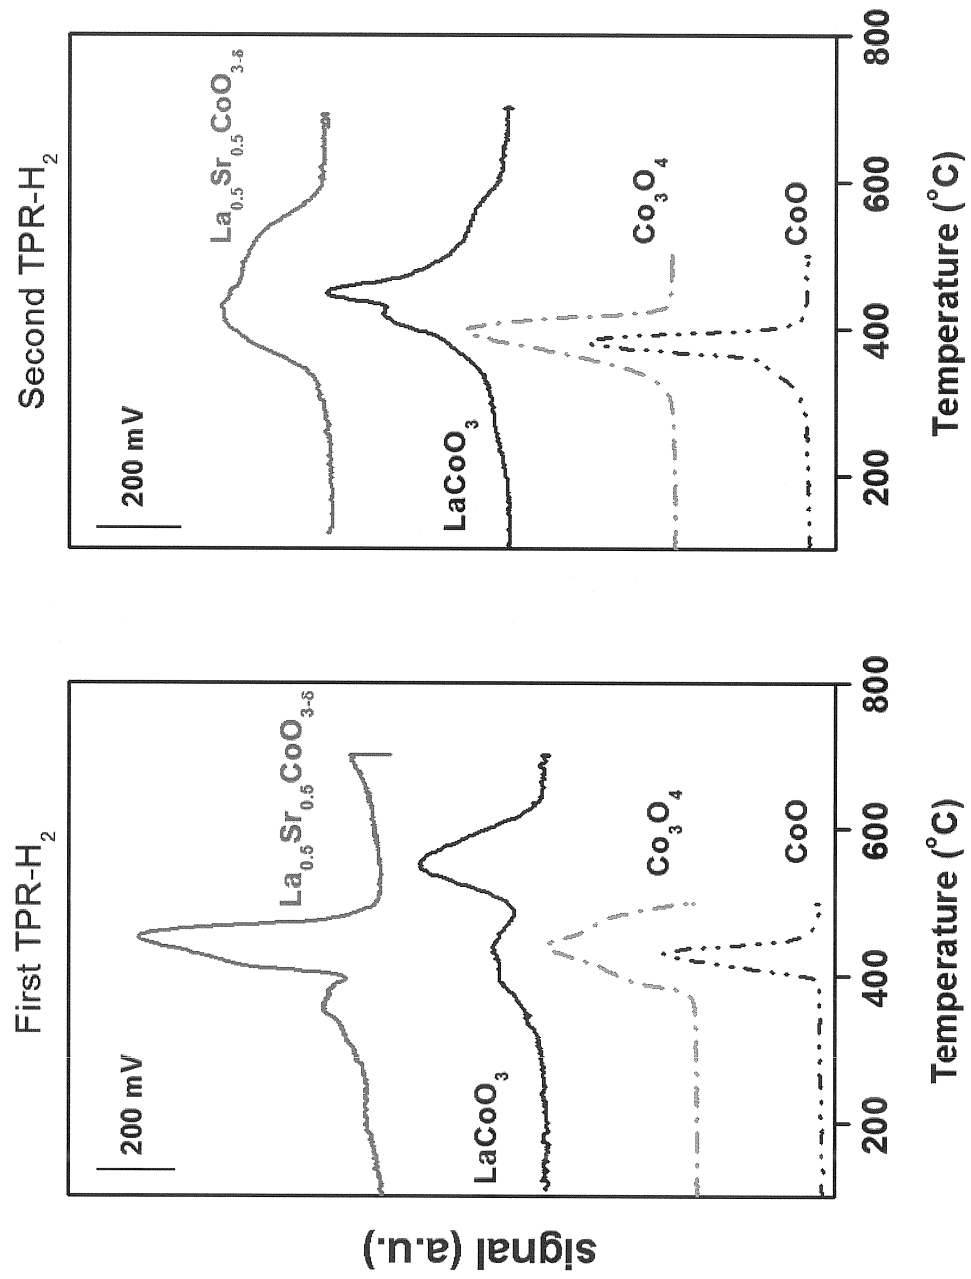 First TPR-H₂
200 mV
La₀.₅Sr₀.₅CoO₃₋δ
LaCoO₃
Co₃O₄
CoO
200
400
600
800
Temperature (°C)
signal (a.u.)
Second TPR-H₂
200 mV
La₀.₅Sr₀.₅CoO₃₋δ
LaCoO₃
Co₃O₄
CoO
200
400
600
800
Temperature (°C)